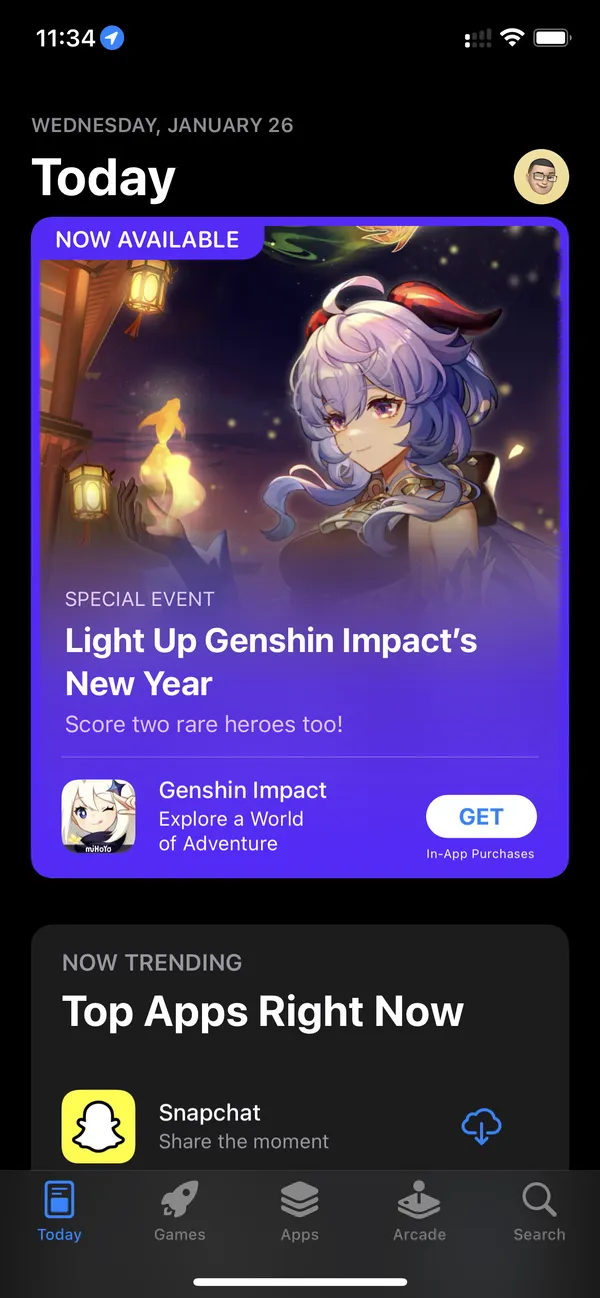 11:34
WEDNESDAY, JANUARY 26
Today
NOW AVAILABLE
SPECIAL EVENT
Light Up Genshin Impact’s
New Year
Score two rare heroes too!
miHoYo
Genshin Impact
Explore a World
of Adventure
GET
In-App Purchases
NOW TRENDING
Top Apps Right Now
Snapchat
Share the moment
Today
Games
Apps
Arcade
Search